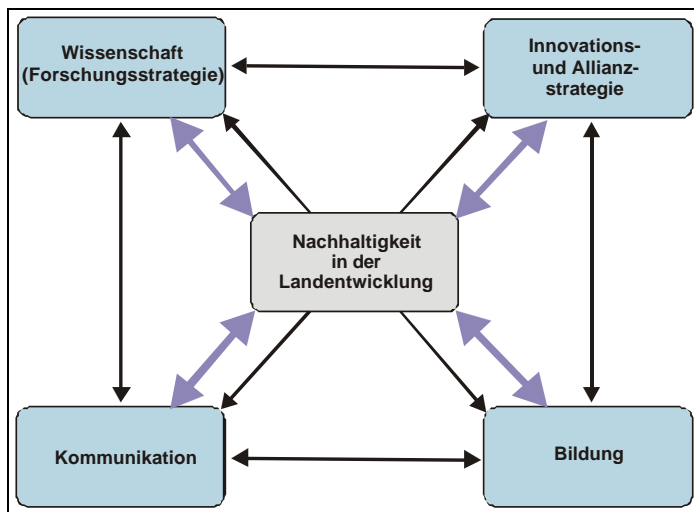 Wissenschaft
(Forschungsstrategie)
Innovations-
und Allianz-
strategie
Nachhaltigkeit
in der
Landentwicklung
Kommunikation
Bildung